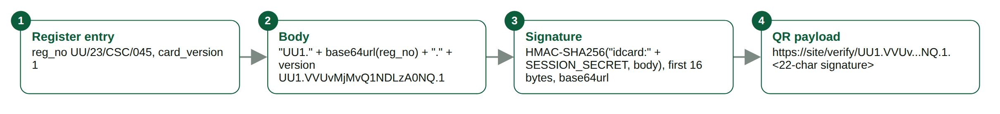 1
Register entry
reg_no UU/23/CSC/045, card_version
1
2
Body
"UU1." + base64url(reg_no) + "." +
version
UU1.VVUvMjMvQ1NDLzA0NQ.1
3
Signature
HMAC-SHA256("idcard:" +
SESSION_SECRET, body), first 16
bytes, base64url
4
QR payload
https://site/verify/UU1.VVUv...NQ.1.
<22-char signature>